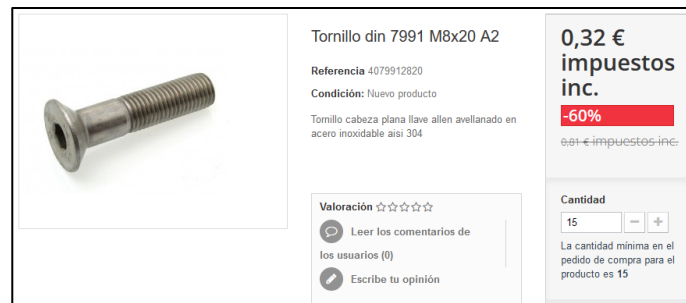 Tornillo din 7991 M8x20 A2
Referencia 4079912820
Condición: Nuevo producto
Tornillo cabeza plana llave allen avellanado en
acero inoxidable aisi 304
Valoración
Leer los comentarios de
los usuarios (0)
Escribe tu opinión
0,32 €
impuestos
inc.
-60%
0,81 € impuestos inc.
Cantidad
15
La cantidad mínima en el
pedido de compra para el
producto es 15